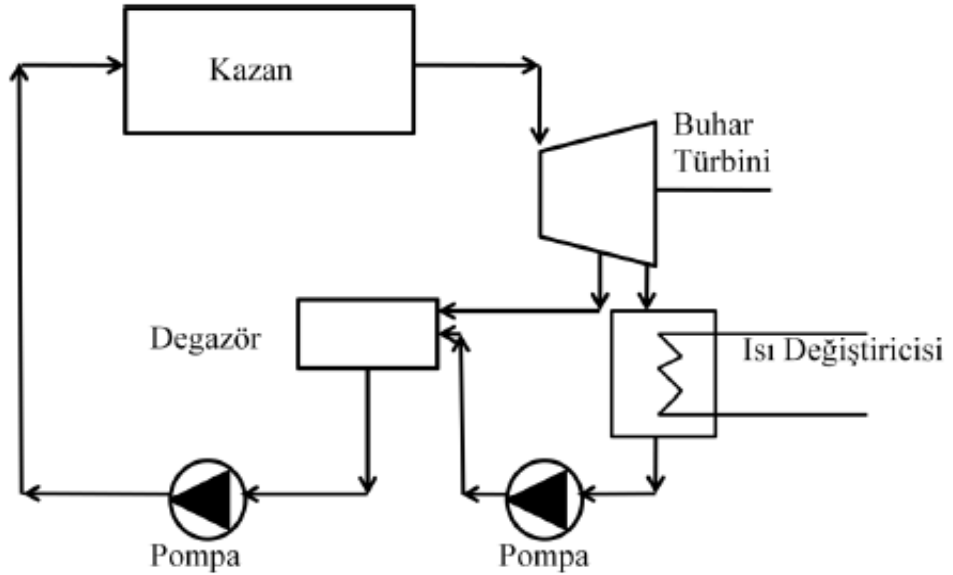 Kazan
Buhar
Türbini
Degazör
Isı Değiştiricisi
Pompa
Pompa